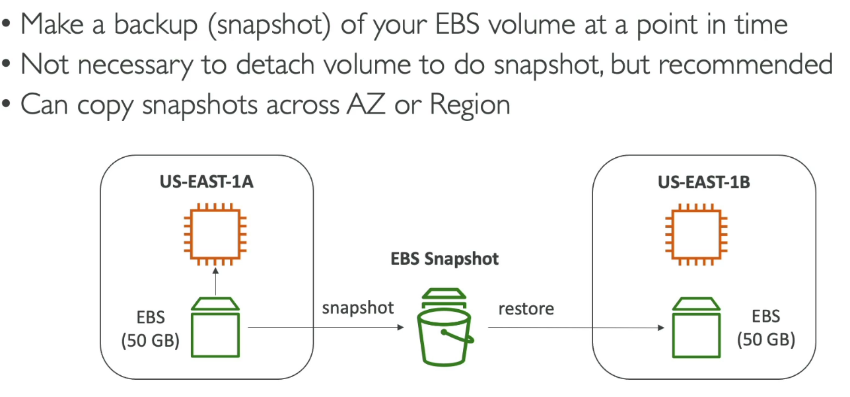 • Make a backup (snapshot) of your EBS volume at a point in time
• Not necessary to detach volume to do snapshot, but recommended
• Can copy snapshots across AZ or Region
US-EAST-1A
US-EAST-1B
EBS Snapshot
snapshot
restore
EBS
(50 GB)
EBS
(50 GB)